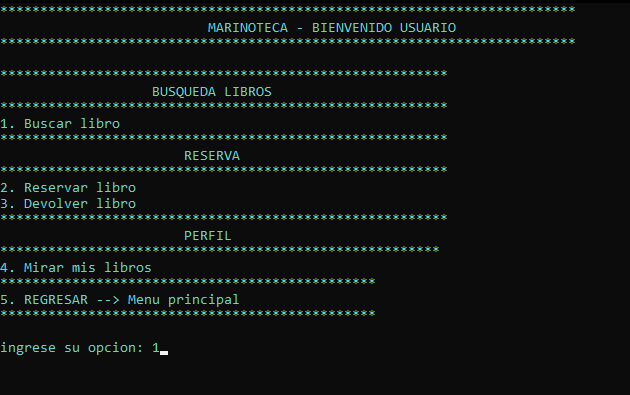 ************************************************************************
MARINOTECA - BIENVENIDO USUARIO
************************************************************************
********************************************************
BUSQUEDA LIBROS
********************************************************
1. Buscar libro
********************************************************
RESERVA
********************************************************
2. Reservar libro
3. Devolver libro
********************************************************
PERFIL
*******************************************************
4. Mirar mis libros
***********************************************
5. REGRESAR --> Menu principal
***********************************************
ingrese su opcion: 1